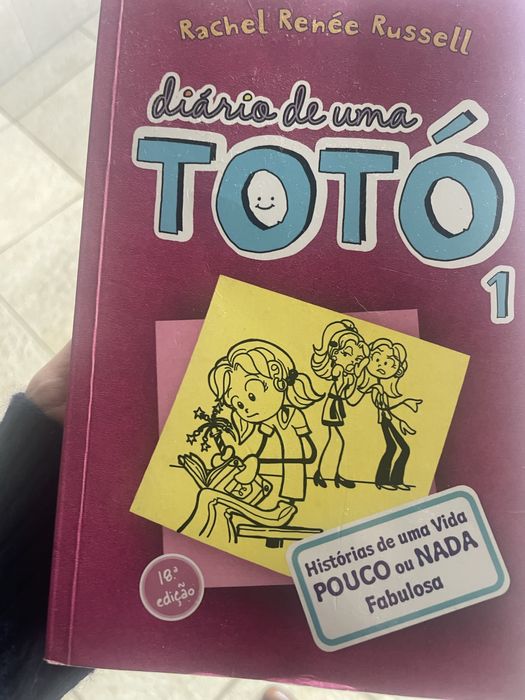 Rachel Renée Russell
diário de uma
TOTÓ
1
Histórias de uma Vida
POUCO ou NADA
Fabulosa
18.ª
edição